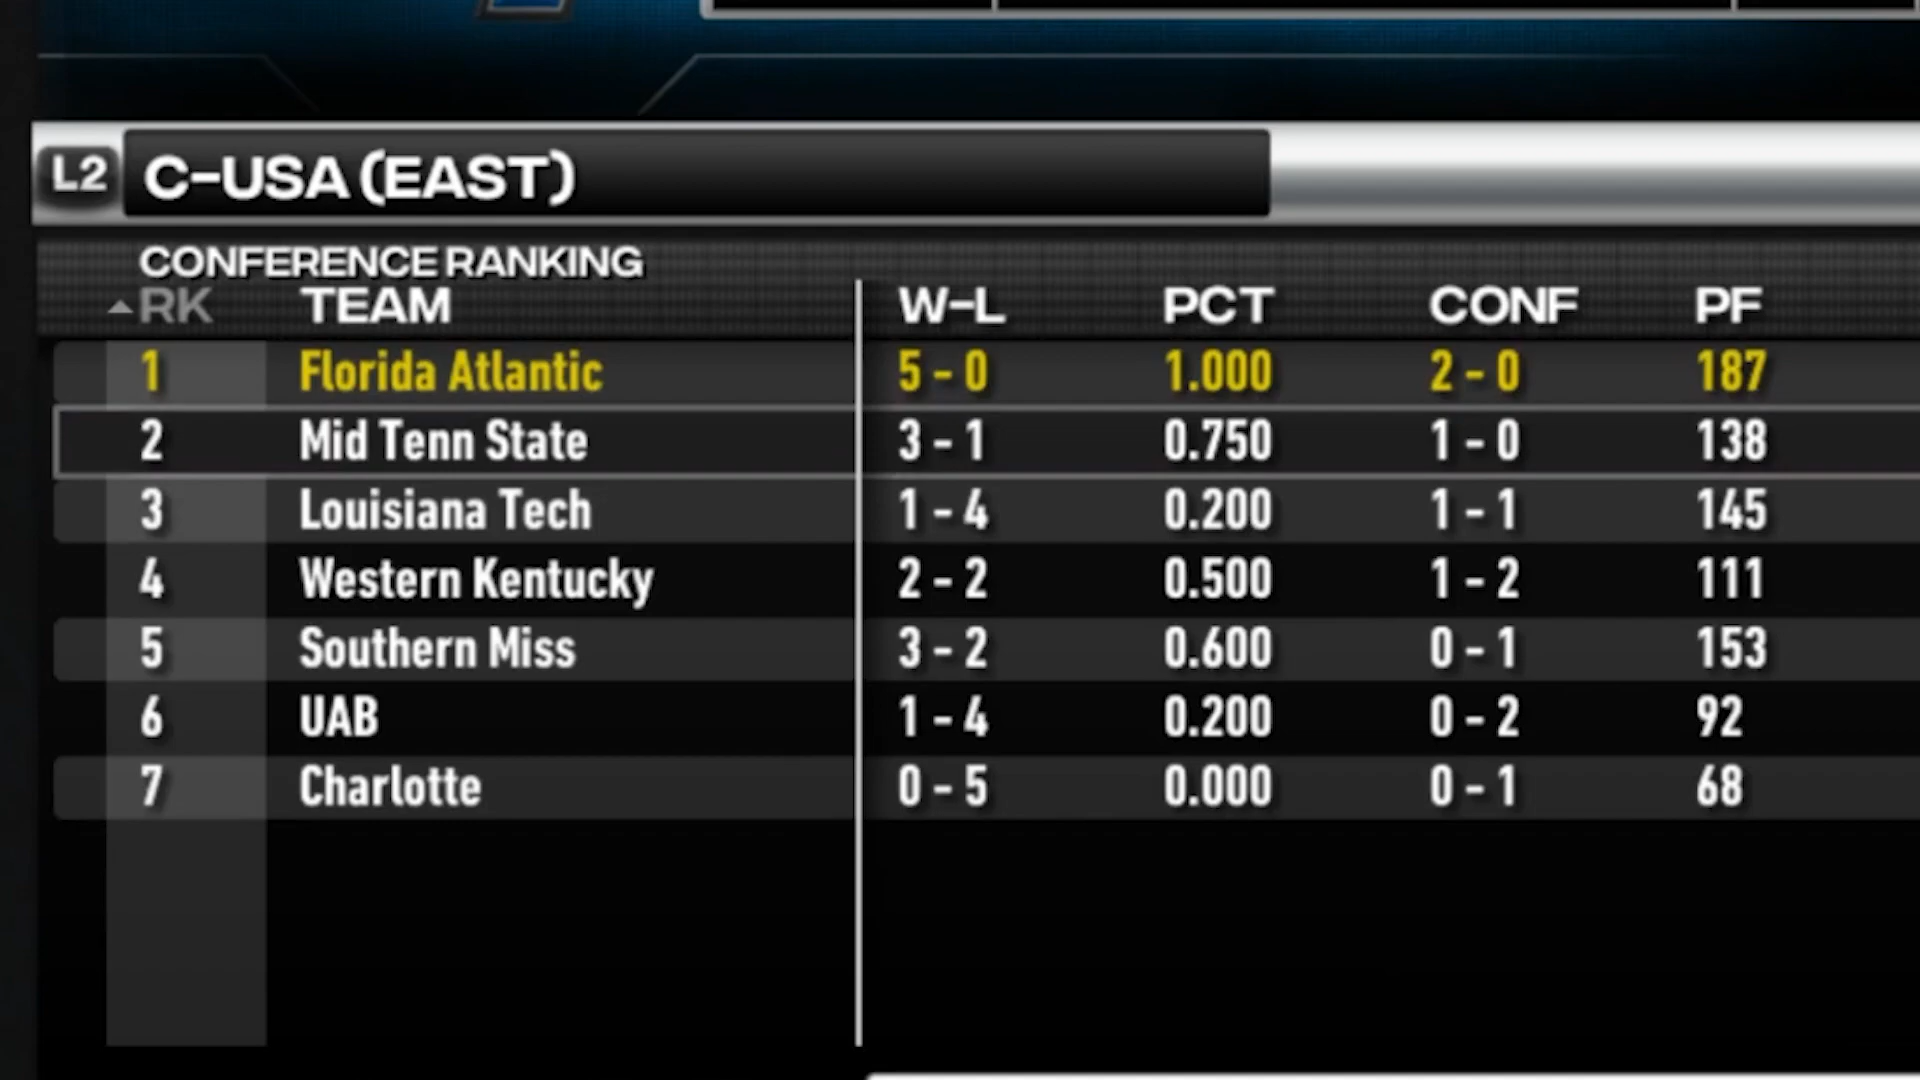 L2 C-USA (EAST)
CONFERENCE RANKING
RK TEAM W-L PCT CONF PF
1 Florida Atlantic 5 - 0 1.000 2 - 0 187
2 Mid Tenn State 3 - 1 0.750 1 - 0 138
3 Louisiana Tech 1 - 4 0.200 1 - 1 145
4 Western Kentucky 2 - 2 0.500 1 - 2 111
5 Southern Miss 3 - 2 0.600 0 - 1 153
6 UAB 1 - 4 0.200 0 - 2 92
7 Charlotte 0 - 5 0.000 0 - 1 68